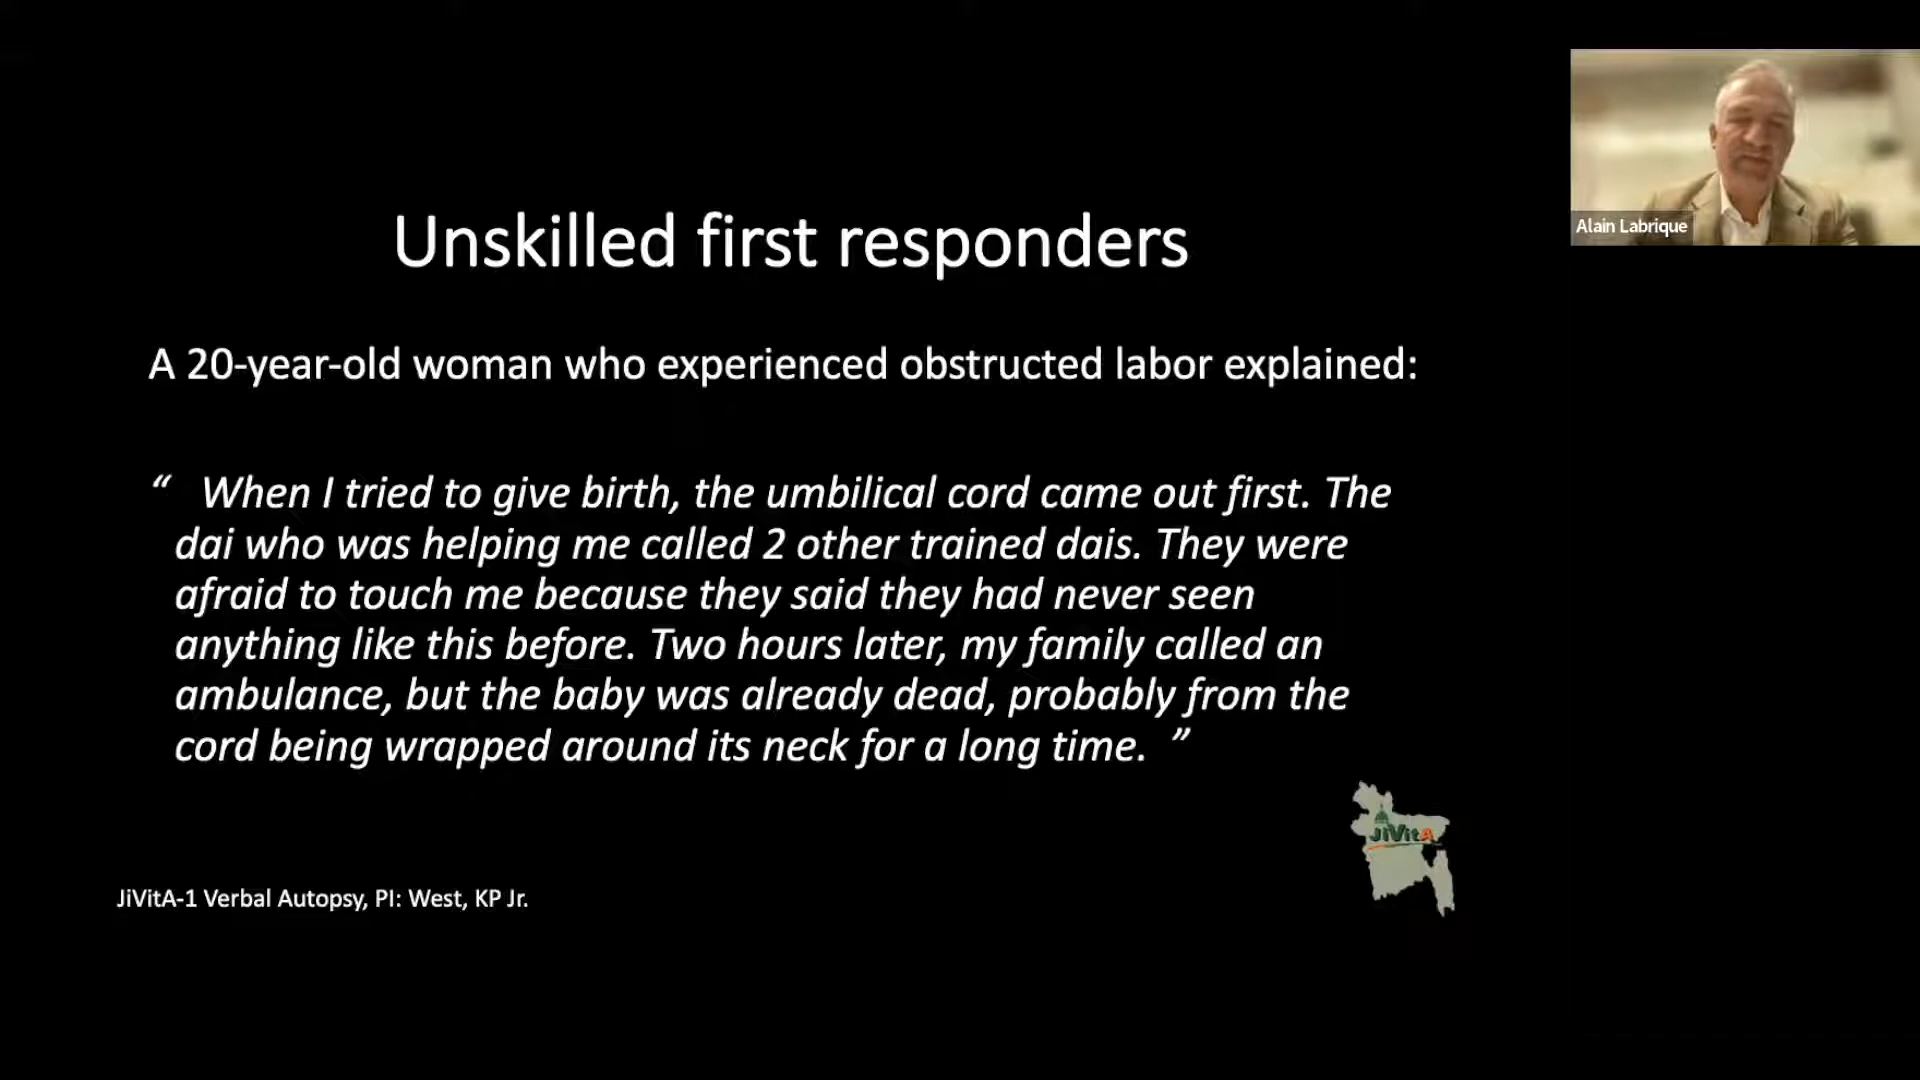 Alain Labrique
Unskilled first responders
A 20-year-old woman who experienced obstructed labor explained:
“ When I tried to give birth, the umbilical cord came out first. The
dai who was helping me called 2 other trained dais. They were
afraid to touch me because they said they had never seen
anything like this before. Two hours later, my family called an
ambulance, but the baby was already dead, probably from the
cord being wrapped around its neck for a long time. ”
JiVitA
JiVitA-1 Verbal Autopsy, PI: West, KP Jr.